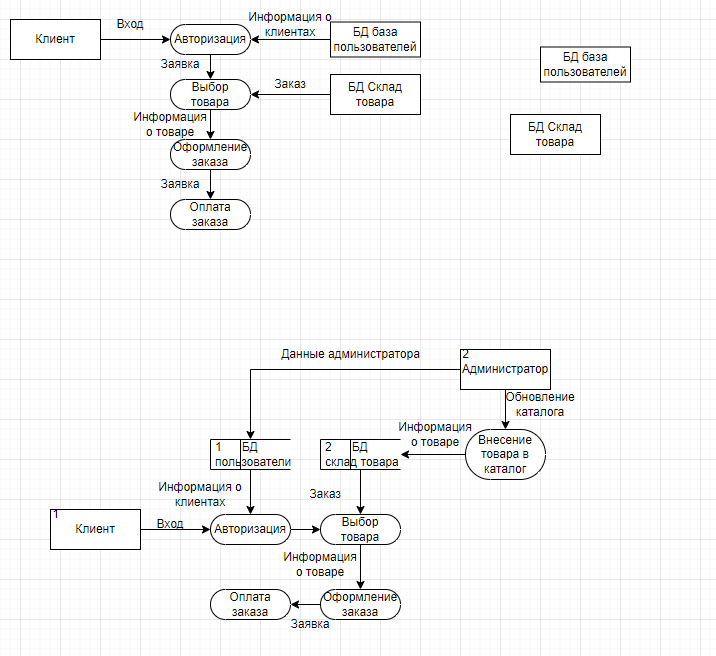 Клиент
Вход
Авторизация
Информация о
клиентах
БД база
пользователей
Заявка
Выбор
товара
Заказ
БД Склад
товара
Информация
о товаре
Оформление
заказа
Заявка
Оплата
заказа
БД база
пользователей
БД Склад
товара
Данные администратора
2
Администратор
Обновление
каталога
Внесение
товара в
каталог
Информация
о товаре
1 БД
пользователи
2 БД
склад товара
Информация о
клиентах
Заказ
1
Клиент
Вход
Авторизация
Выбор
товара
Информация
о товаре
Оформление
заказа
Заявка
Оплата
заказа